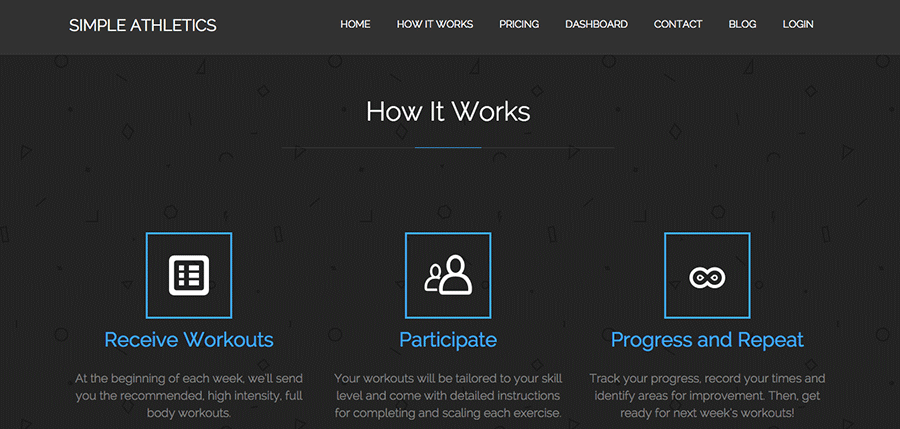 SIMPLE ATHLETICS
HOME HOW IT WORKS PRICING DASHBOARD CONTACT BLOG LOGIN
How It Works
Receive Workouts
At the beginning of each week, we'll send
you the recommended, high intensity, full
body workouts.
Participate
Your workouts will be tailored to your skill
level and come with detailed instructions
for completing and scaling each exercise.
Progress and Repeat
Track your progress, record your times and
identify areas for improvement. Then, get
ready for next week's workouts!